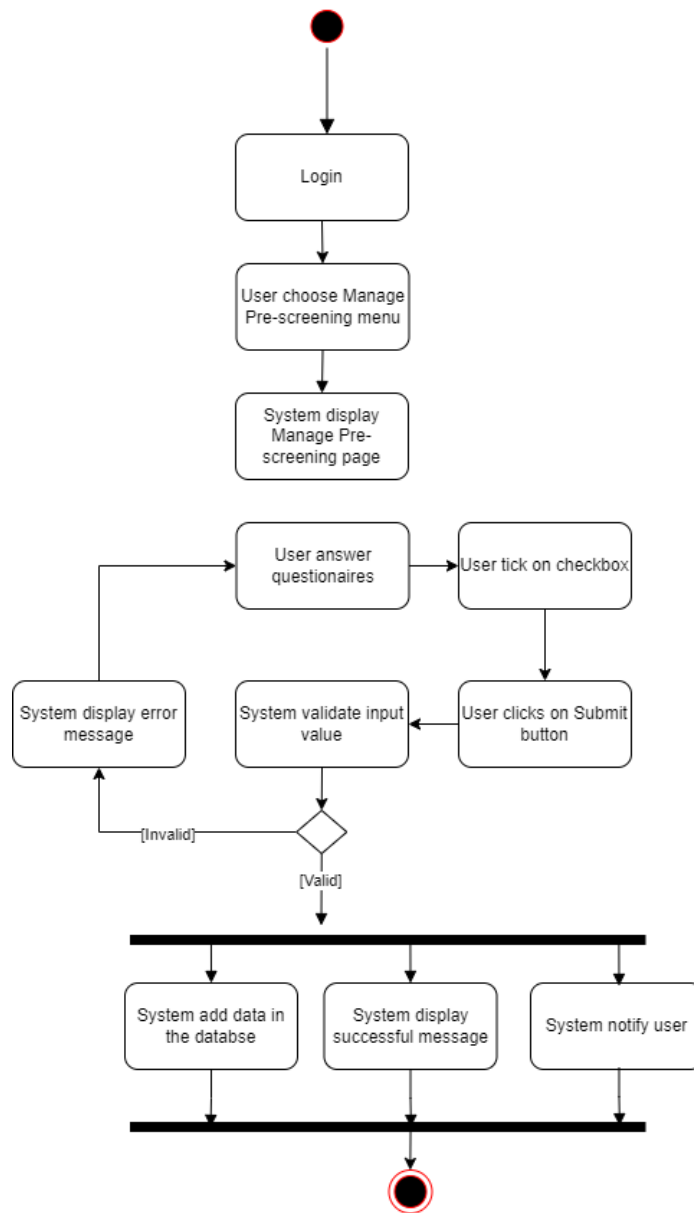 Login
User choose Manage
Pre-screening menu
System display
Manage Pre-
screening page
User answer
questionaires
User tick on checkbox
System display error
message
System validate input
value
User clicks on Submit
button
[Invalid]
[Valid]
System add data in
the databse
System display
successful message
System notify user